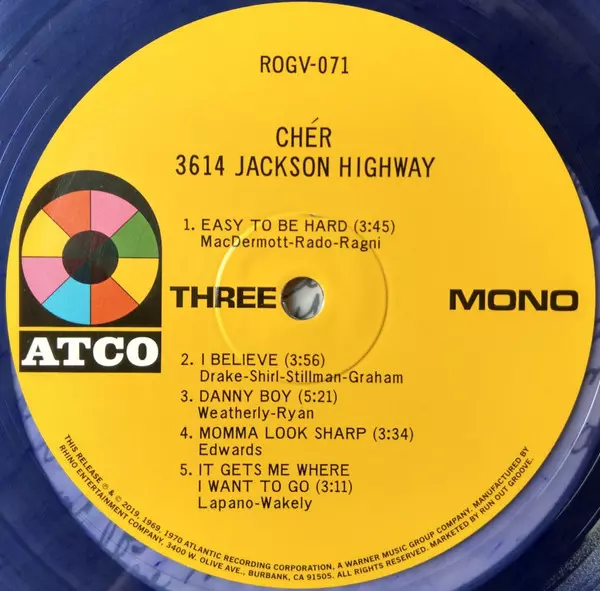 ROGV-071
CHÉR
3614 JACKSON HIGHWAY
1. EASY TO BE HARD (3:45)
MacDermott-Rado-Ragni
THREE
MONO
ATCO
2. I BELIEVE (3:56)
Drake-Shirl-Stillman-Graham
3. DANNY BOY (5:21)
Weatherly-Ryan
4. MOMMA LOOK SHARP (3:34)
Edwards
5. IT GETS ME WHERE
I WANT TO GO (3:11)
Lapano-Wakely
THIS RELEASE ℗ & © 2019, 1969, 1970 ATLANTIC RECORDING CORPORATION, A WARNER MUSIC GROUP COMPANY. MANUFACTURED BY
RHINO ENTERTAINMENT COMPANY, 3400 W. OLIVE AVE., BURBANK, CA 91505. ALL RIGHTS RESERVED. MARKETED BY RUN OUT GROOVE.